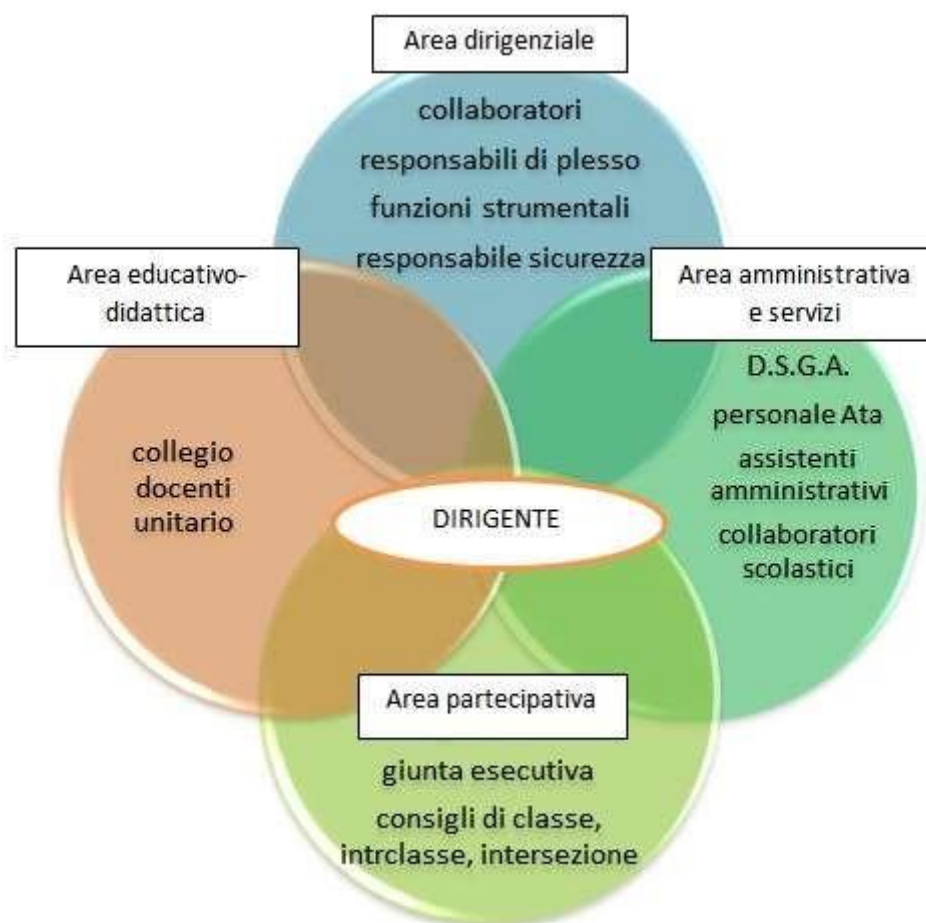 Area dirigenziale
collaboratori
responsabili di plesso
funzioni strumentali
responsabile sicurezza
Area educativo-
didattica
collegio
docenti
unitario
Area amministrativa
e servizi
D.S.G.A.
personale Ata
assistenti
amministrativi
collaboratori
scolastici
DIRIGENTE
Area partecipativa
giunta esecutiva
consigli di classe,
intrclasse, intersezione